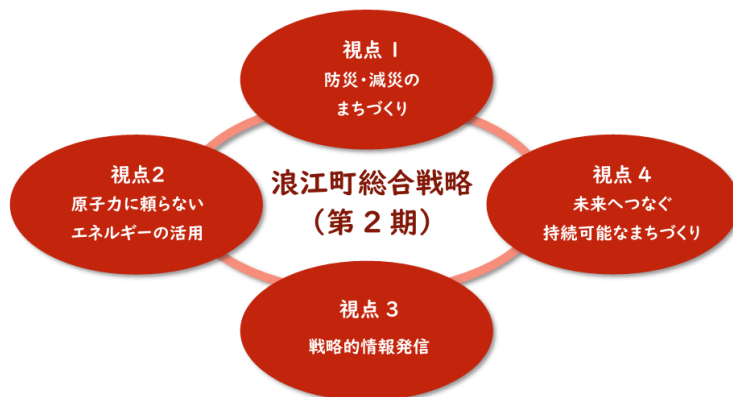 視点1
防災・減災の
まちづくり
視点2
原子力に頼らない
エネルギーの活用
浪江町総合戦略
（第2期）
視点4
未来へつなぐ
持続可能なまちづくり
視点3
戦略的情報発信